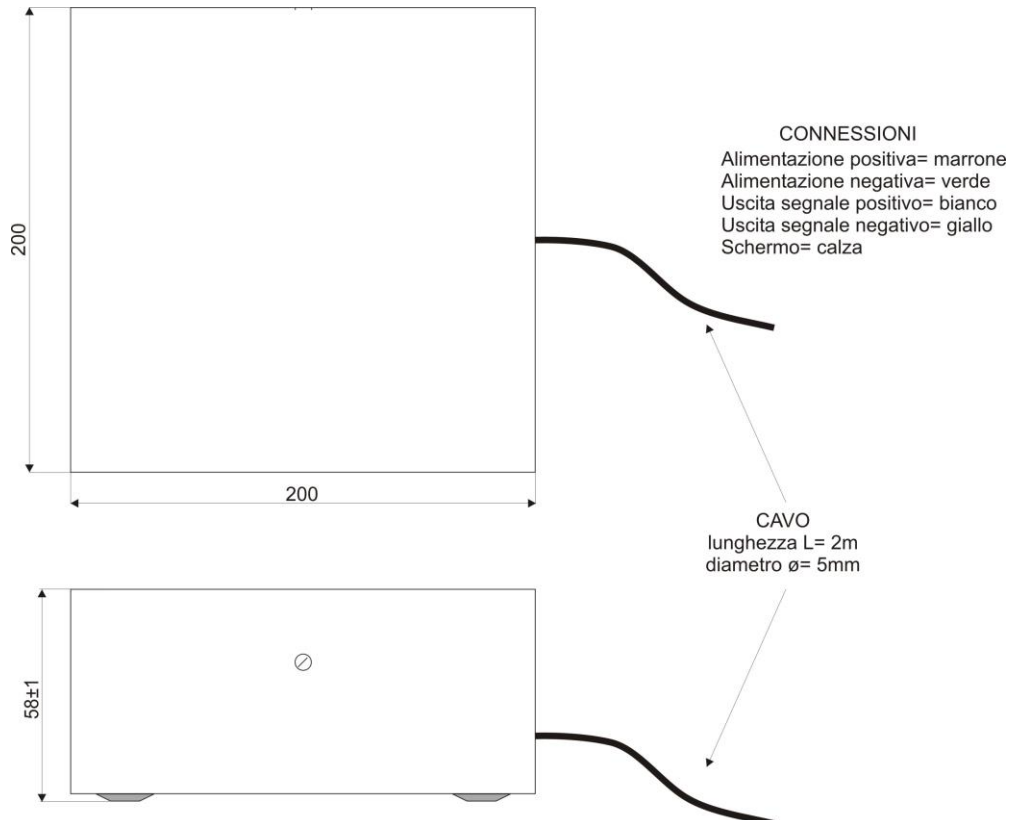 CONNESSIONI
Alimentazione positiva= marrone
Alimentazione negativa= verde
Uscita segnale positivo= bianco
Uscita segnale negativo= giallo
Schermo= calza
200
200
CAVO
lunghezza L= 2m
diametro ø= 5mm
58±1